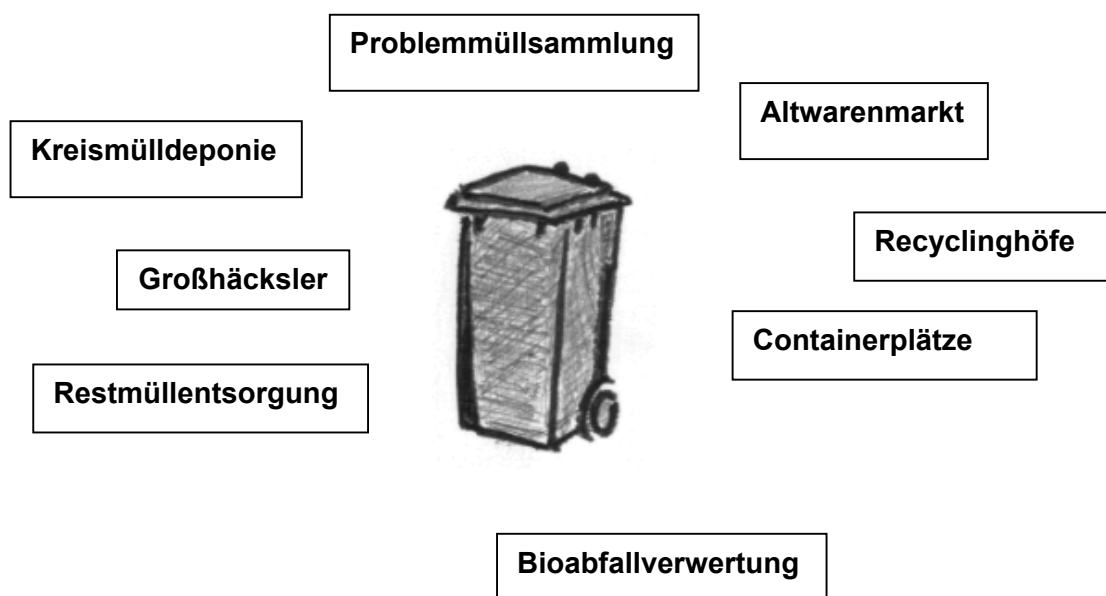 Problemmüllsammlung
Altwarenmarkt
Kreismülldeponie
Recyclinghöfe
Großhäcksler
Containerplätze
Restmüllentsorgung
Bioabfallverwertung